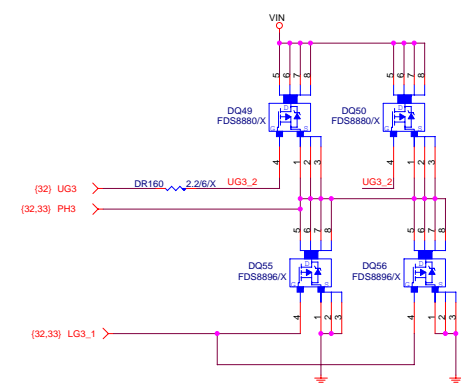 VIN
5 6 7 8 5 6 7 8
DQ49 DQ50
FDS8880/X FDS8880/X
4 1 2 3 4 1 2 3
{32} UG3 DR160 2.2/6/X UG3_2 UG3_2
{32,33} PH3
5 6 7 8 5 6 7 8
DQ55 DQ56
FDS8896/X FDS8896/X
4 1 2 3 4 1 2 3
{32,33} LG3_1